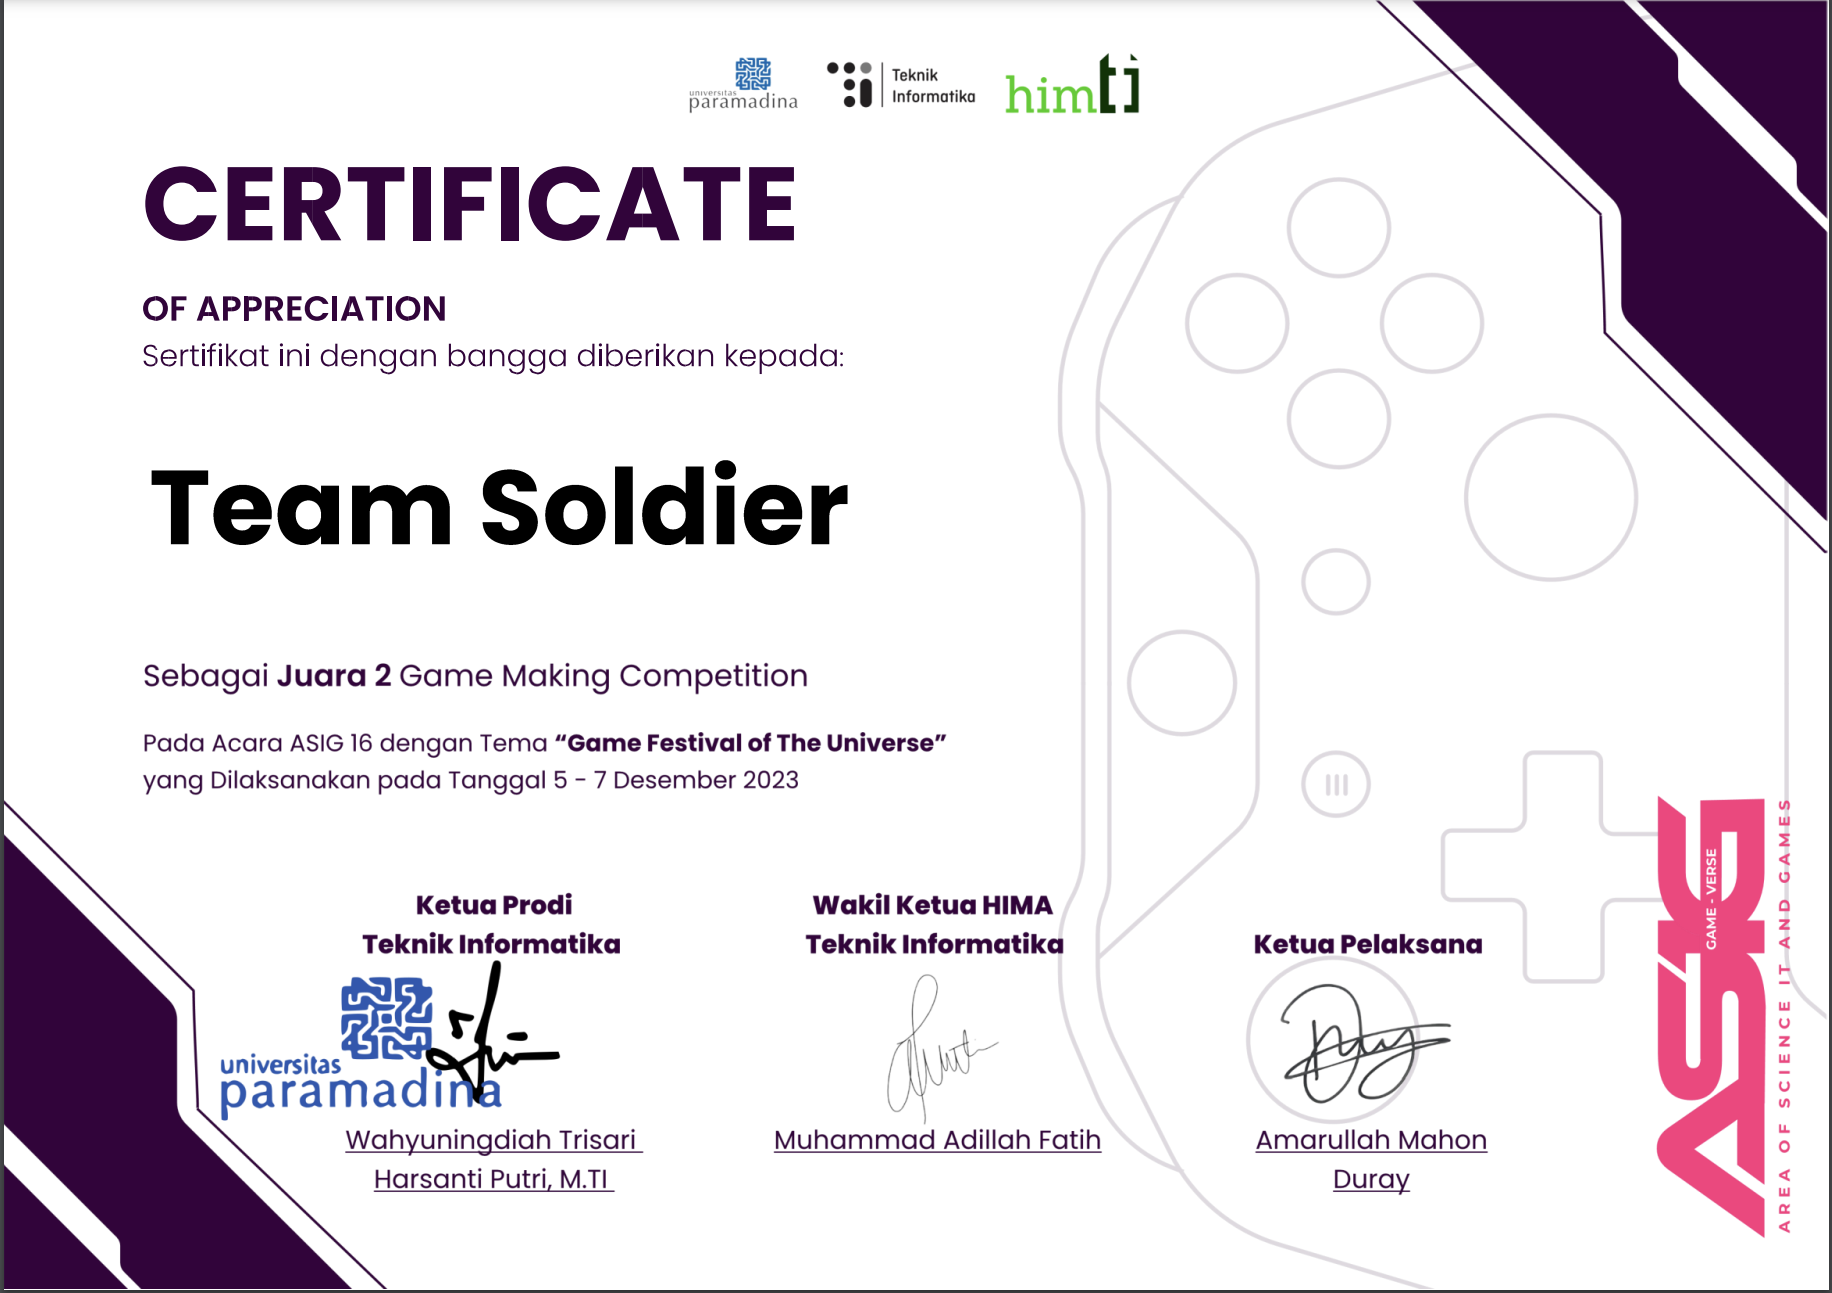 universitas
paramadina
Teknik
Informatika
himti
CERTIFICATE
OF APPRECIATION
Sertifikat ini dengan bangga diberikan kepada:
Team Soldier
Sebagai Juara 2 Game Making Competition
Pada Acara ASIG 16 dengan Tema “Game Festival of The Universe”
yang Dilaksanakan pada Tanggal 5 - 7 Desember 2023
Ketua Prodi
Teknik Informatika
universitas
paramadina
Wahyuningdiah Trisari
Harsanti Putri, M.TI
Wakil Ketua HIMA
Teknik Informatika
Muhammad Adillah Fatih
Ketua Pelaksana
Amarullah Mahon
Duray
ASIG
GAME - VERSE
AREA OF SCIENCE IT AND GAMES